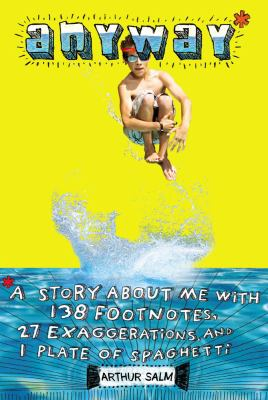 anyway*
*A STORY ABOUT ME WITH
138 FOOTNOTES,
27 EXAGGERATIONS, AND
1 PLATE OF SPAGHETTI
ARTHUR SALM